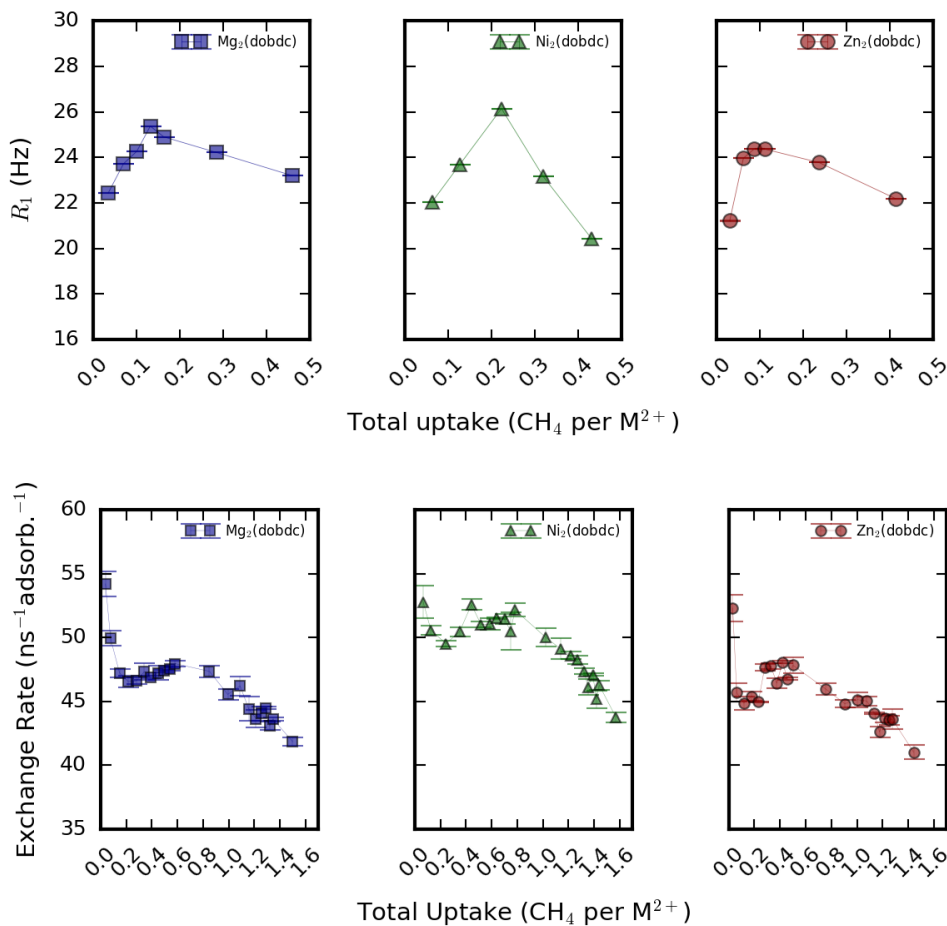 30
28
26
24
22
20
18
16
R₁ (Hz)
Mg₂(dobdc)
Ni₂(dobdc)
Zn₂(dobdc)
0.0 0.1 0.2 0.3 0.4 0.5
0.0 0.1 0.2 0.3 0.4 0.5
0.0 0.1 0.2 0.3 0.4 0.5
Total uptake (CH₄ per M²⁺)
60
55
50
45
40
35
Exchange Rate (ns⁻¹adsorb.⁻¹)
Mg₂(dobdc)
Ni₂(dobdc)
Zn₂(dobdc)
0.0 0.2 0.4 0.6 0.8 1.0 1.2 1.4 1.6
0.0 0.2 0.4 0.6 0.8 1.0 1.2 1.4 1.6
0.0 0.2 0.4 0.6 0.8 1.0 1.2 1.4 1.6
Total Uptake (CH₄ per M²⁺)